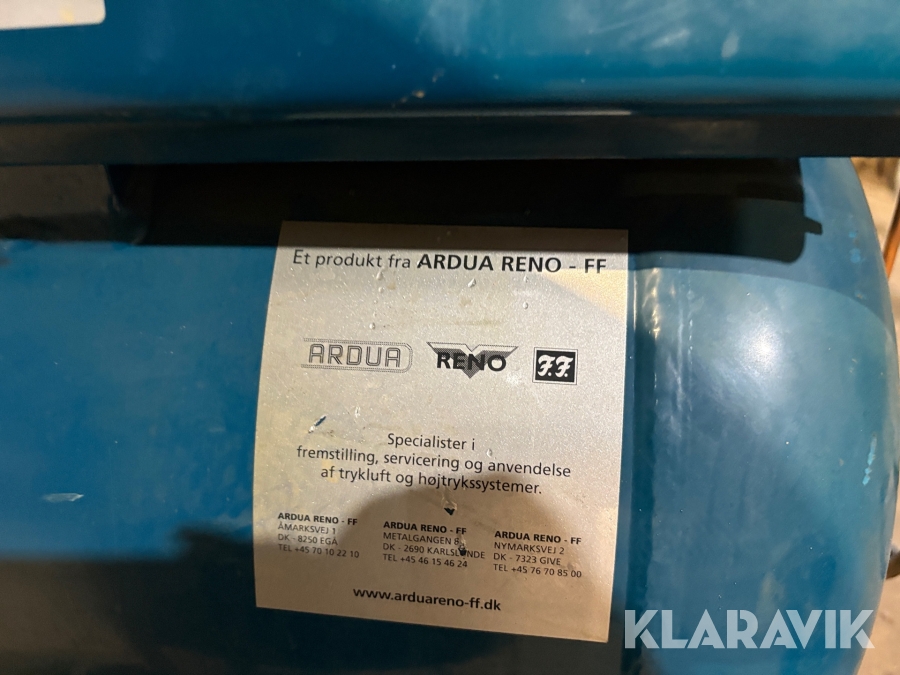 Et produkt fra ARDUA RENO - FF
ARDUA RENO F.F.
Specialister i
fremstilling, servicering og anvendelse
af trykluft og højtrykssystemer.
ARDUA RENO - FF
ÅMARKSVEJ 1
DK - 8250 EGÅ
TEL +45 70 10 22 10
ARDUA RENO - FF
METALGANGEN 8
DK - 2690 KARLSLUNDE
TEL +45 46 15 46 24
ARDUA RENO - FF
NYMARKSVEJ 2
DK - 7323 GIVE
TEL +45 76 70 85 00
www.arduareno-ff.dk
KLARAVIK